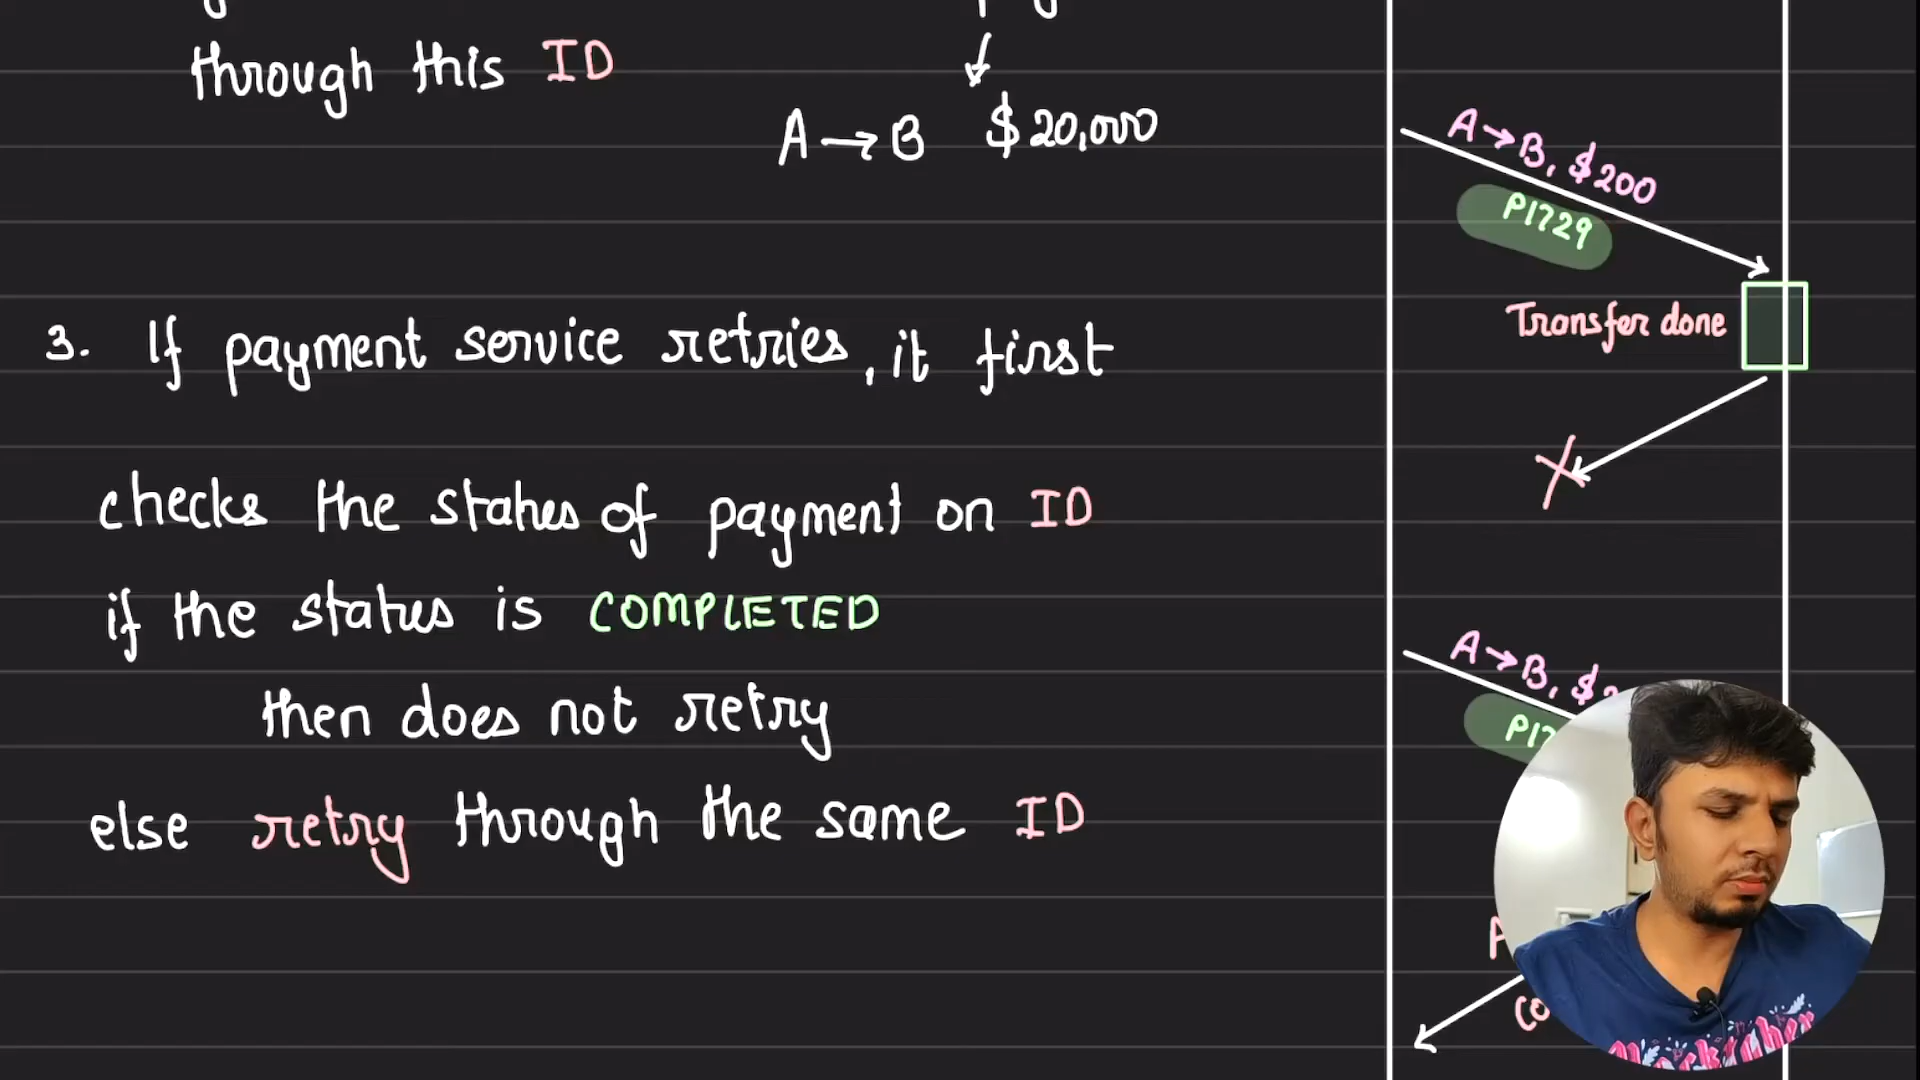 through this ID
A→B $20,000
3. If payment service retries, it first
checks the status of payment on ID
if the status is COMPLETED
then does not retry
else retry through the same ID
A→B, $200
P1729
Transfer done
A→B, $2
P17